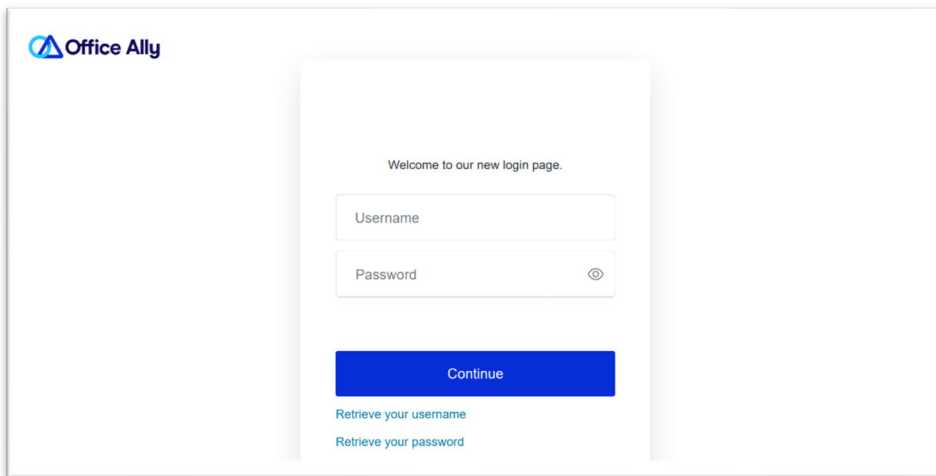 Office Ally
Welcome to our new login page.
Username
Password
Continue
Retrieve your username
Retrieve your password